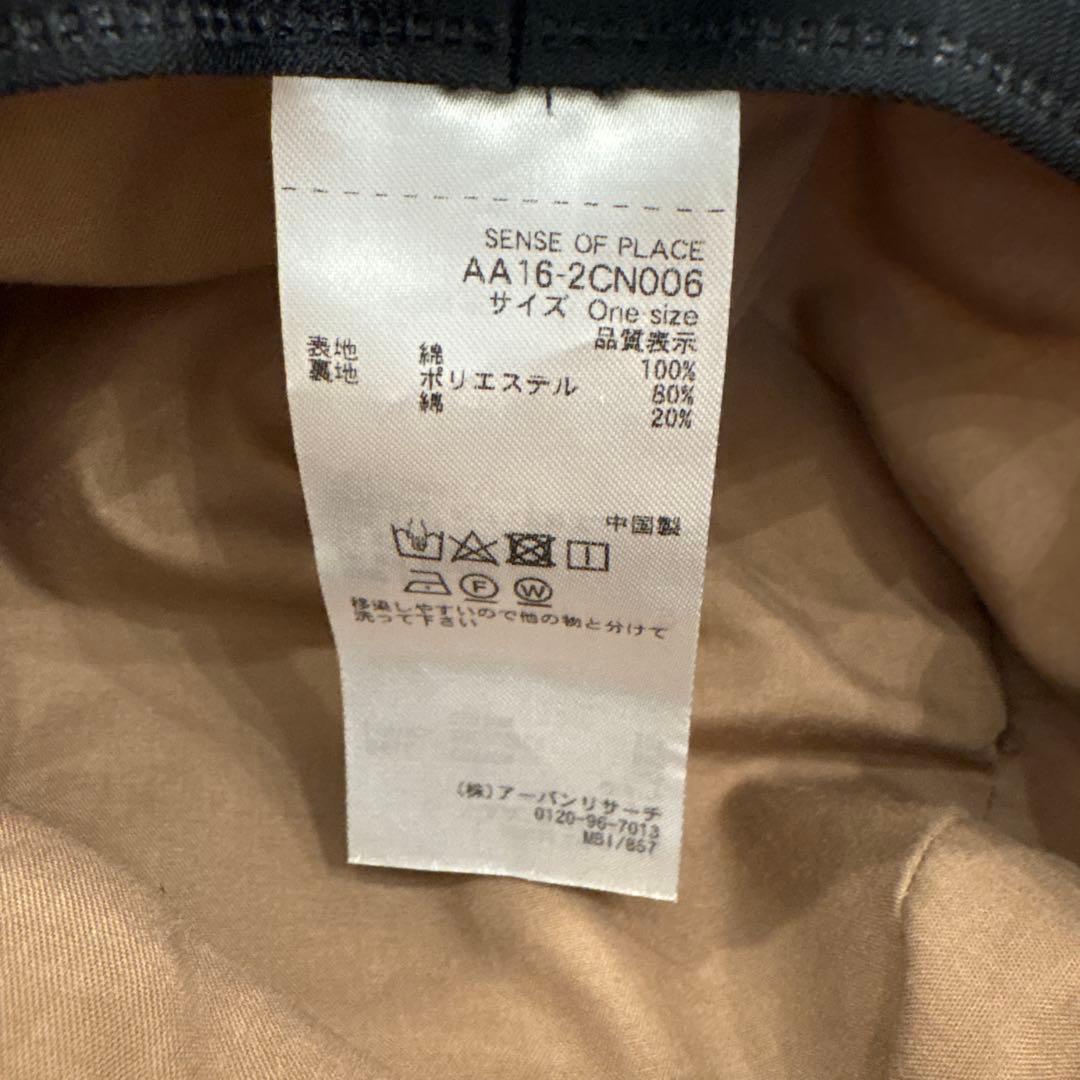 SENSE OF PLACE
AA16-2CN006
サイズ One size
品質表示
表地 綿 100%
裏地 ポリエステル 80%
綿 20%
中国製
F W
移染しやすいので他の物と分けて
洗って下さい
(株)アーバンリサーチ
0120-96-7013
MBI/857